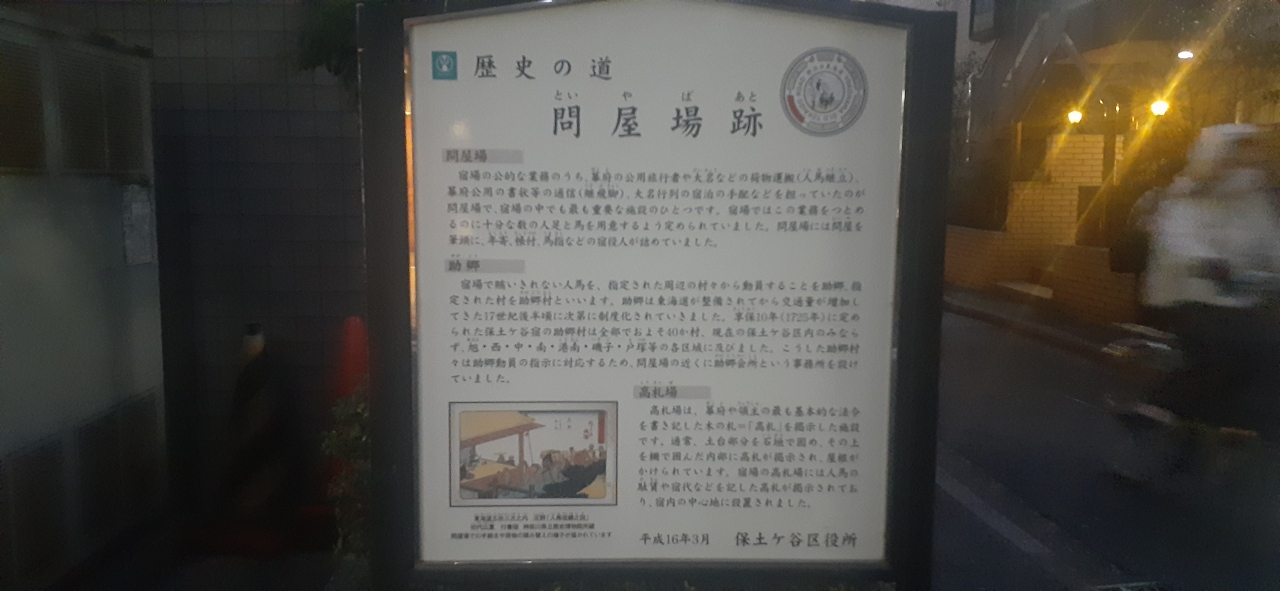 歴史の道
といやばあと
問屋場跡
問屋場
宿場の公的な業務のうち、幕府の公用旅行者や大名などの荷物運搬(人馬継立)、
幕府公用の書状等の通信(継飛脚)、大名行列の宿泊の手配などを担っていたのが
問屋場で、宿場の中でも最も重要な施設のひとつです。宿場ではこの業務をつとめ
るのに十分な数の人足と馬を用意するよう定められていました。問屋場には問屋を
筆頭に、年寄、帳付、馬指などの宿役人が詰めていました。
助郷
宿場で賄いきれない人馬を、指定された周辺の村々から動員することを助郷、指
定された村を助郷村といいます。助郷は東海道が整備されてから交通量が増加し
てきた17世紀後半頃に次第に制度化されていきました。享保10年(1725年)に定め
られた保土ケ谷宿の助郷村は全部でおよそ40か村、現在の保土ケ谷区内のみなら
ず、旭・西・中・南・港南・磯子・戸塚等の各区域に及びました。こうした助郷村
々は助郷動員の指示に対応するため、問屋場の近くに助郷会所という事務所を設け
ていました。
高札場
高札場は、幕府や領主の最も基本的な法令
を書き記した木の札=「高札」を掲示した施設
です。通常、土台部分を石垣で固め、その上
を柵で囲んだ内部に高札が掲示され、屋根が
かけられています。宿場の高札場には人馬の
駄賃や宿代などを記した高札が掲示されてお
り、宿内の中心地に設置されました。
問屋場での手続きや荷物の積み替えの様子が描かれています
平成16年3月 保土ケ谷区役所